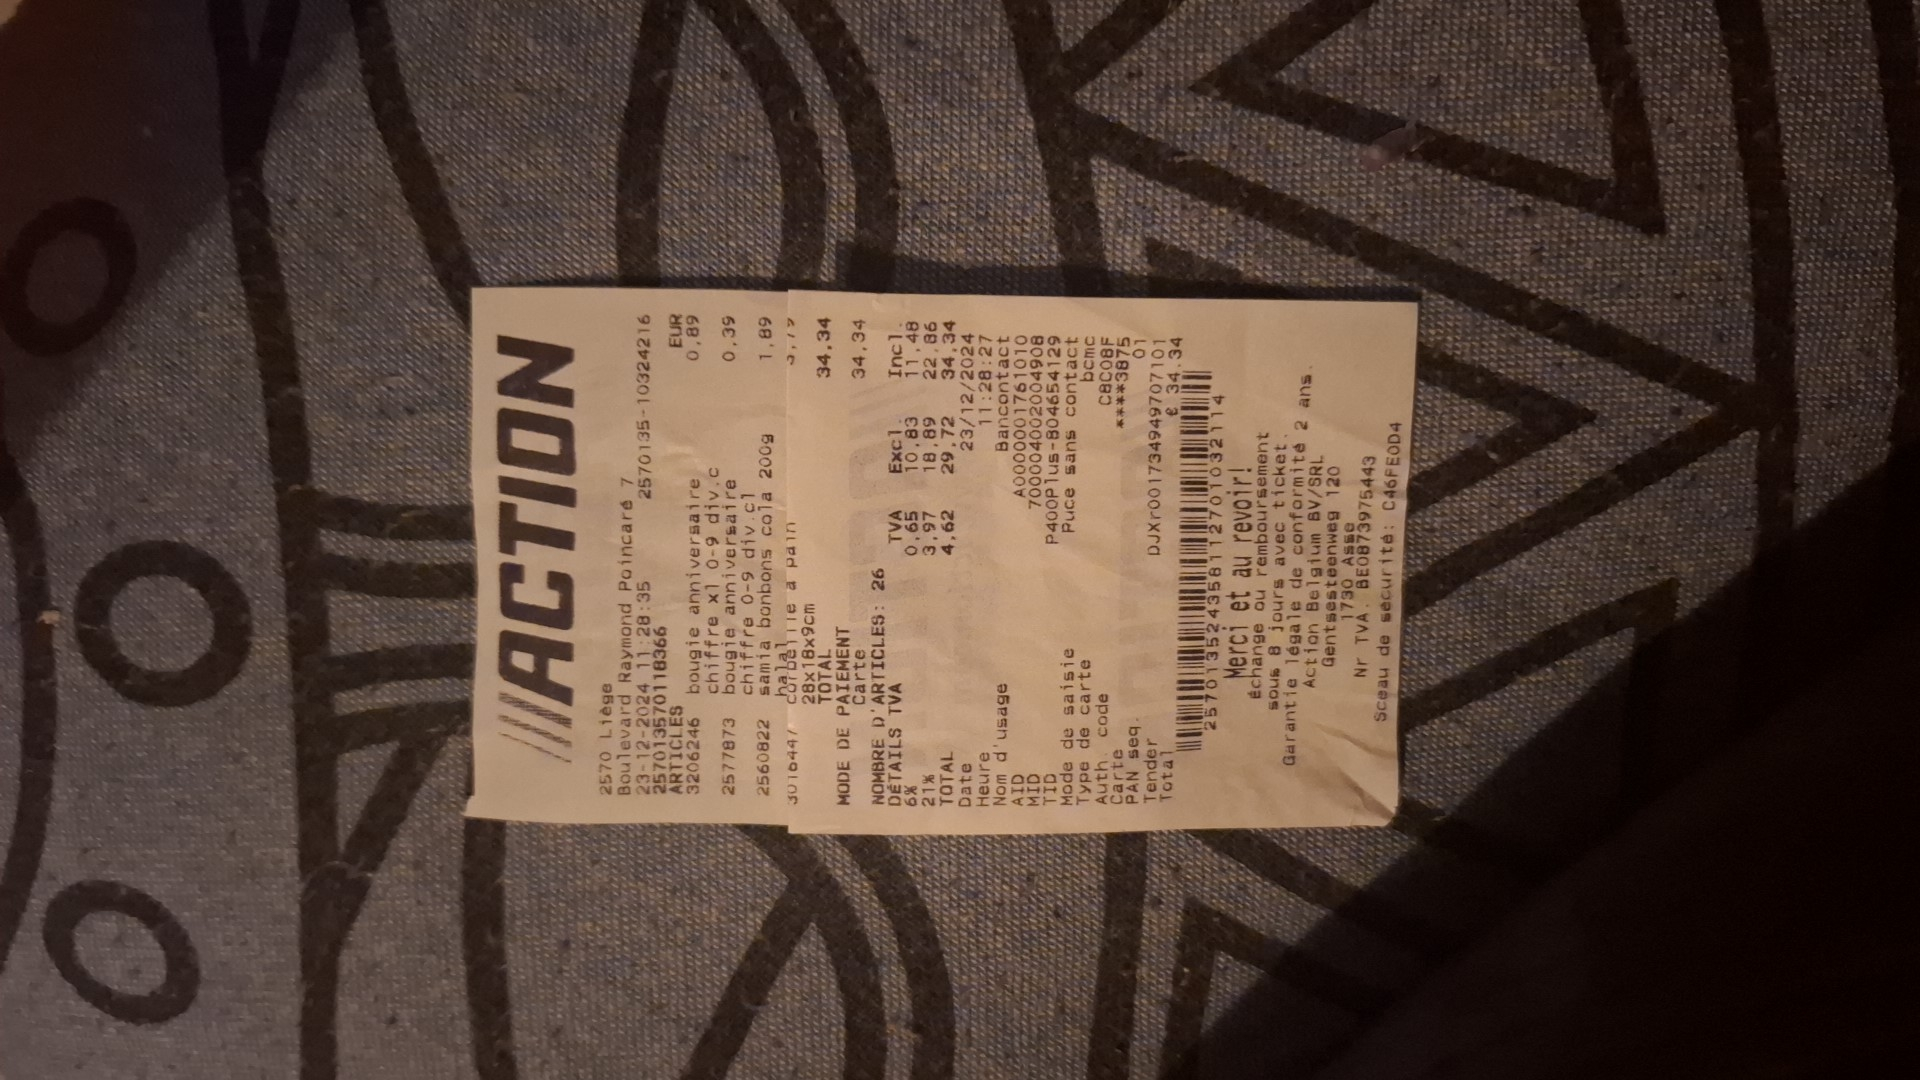 ACTION
2570 Liège
Boulevard Raymond Poincaré 7
23-12-2024 11:28:35 2570135-10324216
2570135701118366
ARTICLES EUR
3206246 bougie anniversaire 0,89
chiffre x1 0-9 div.c
2577873 bougie anniversaire 0,39
chiffre 0-9 div.cl
2560822 samia bonbons cola 200g 1,89
halal
3016447 corbeille à pain 3,79
28x18x9cm
TOTAL 34,34
MODE DE PAIEMENT
Carte 34,34
NOMBRE D'ARTICLES: 26
DÉTAILS TVA TVA Excl. Incl.
6% 0,65 10,83 11,48
21% 3,97 18,89 22,86
TOTAL 4,62 29,72 34,34
Date 23/12/2024
Heure 11:28:27
Nom d'usage Bancontact
AID A0000001761010
MID 70000400200490B
TID P400Plus-804654129
Mode de saisie Puce sans contact
Type de carte bcmc
Auth. code C8C08F
Carte ****3875
PAN seq. 01
Tender DJXr001734949707101
Total € 34.34
257013524358112701032114
Merci et au revoir!
échange ou remboursement
sous 8 jours avec ticket.
Garantie légale de conformité 2 ans.
Action Belgium BV/SRL
Gentsesteenweg 120
1730 Asse
Nr TVA. BE0873975443
Sceau de sécurité: C46FE0D4